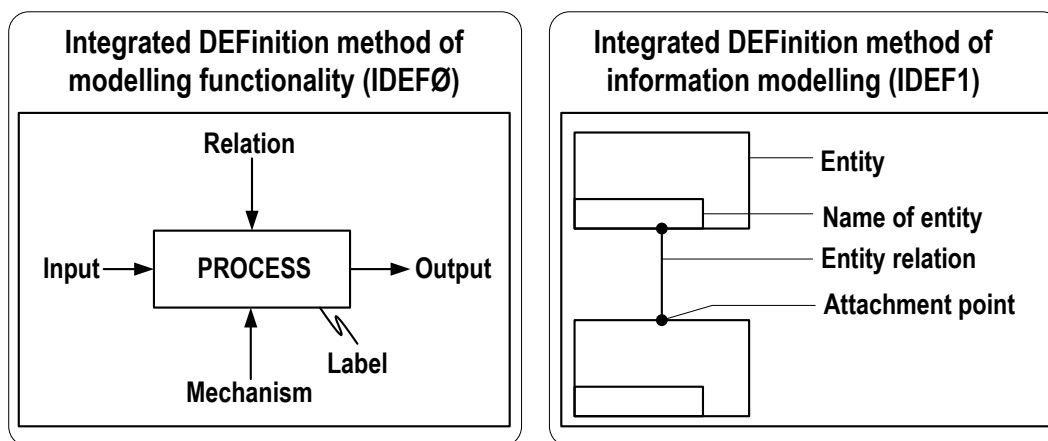 Integrated DEFinition method of
modelling functionality (IDEFØ)
Relation
Input
PROCESS
Output
Label
Mechanism
Integrated DEFinition method of
information modelling (IDEF1)
Entity
Name of entity
Entity relation
Attachment point